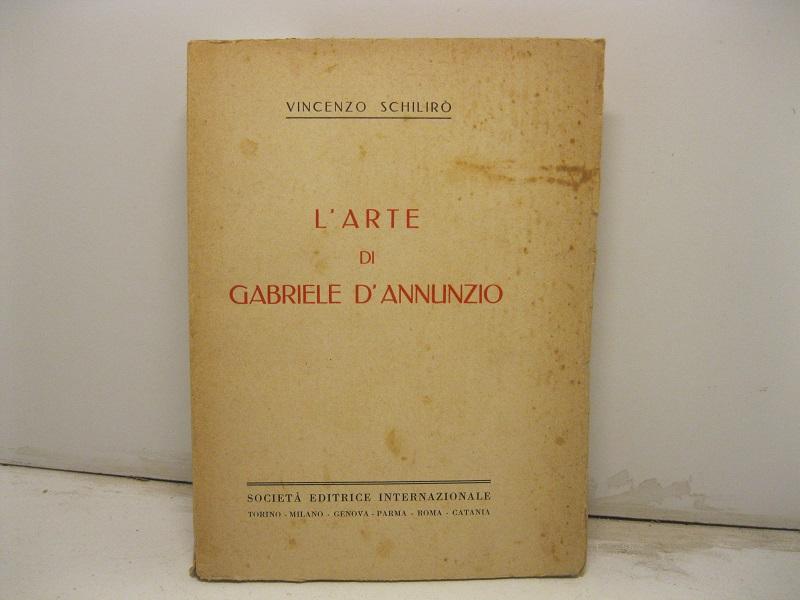 VINCENZO SCHILIRÒ
L'ARTE
DI
GABRIELE D'ANNUNZIO
SOCIETÀ EDITRICE INTERNAZIONALE
TORINO - MILANO - GENOVA - PARMA - ROMA - CATANIA